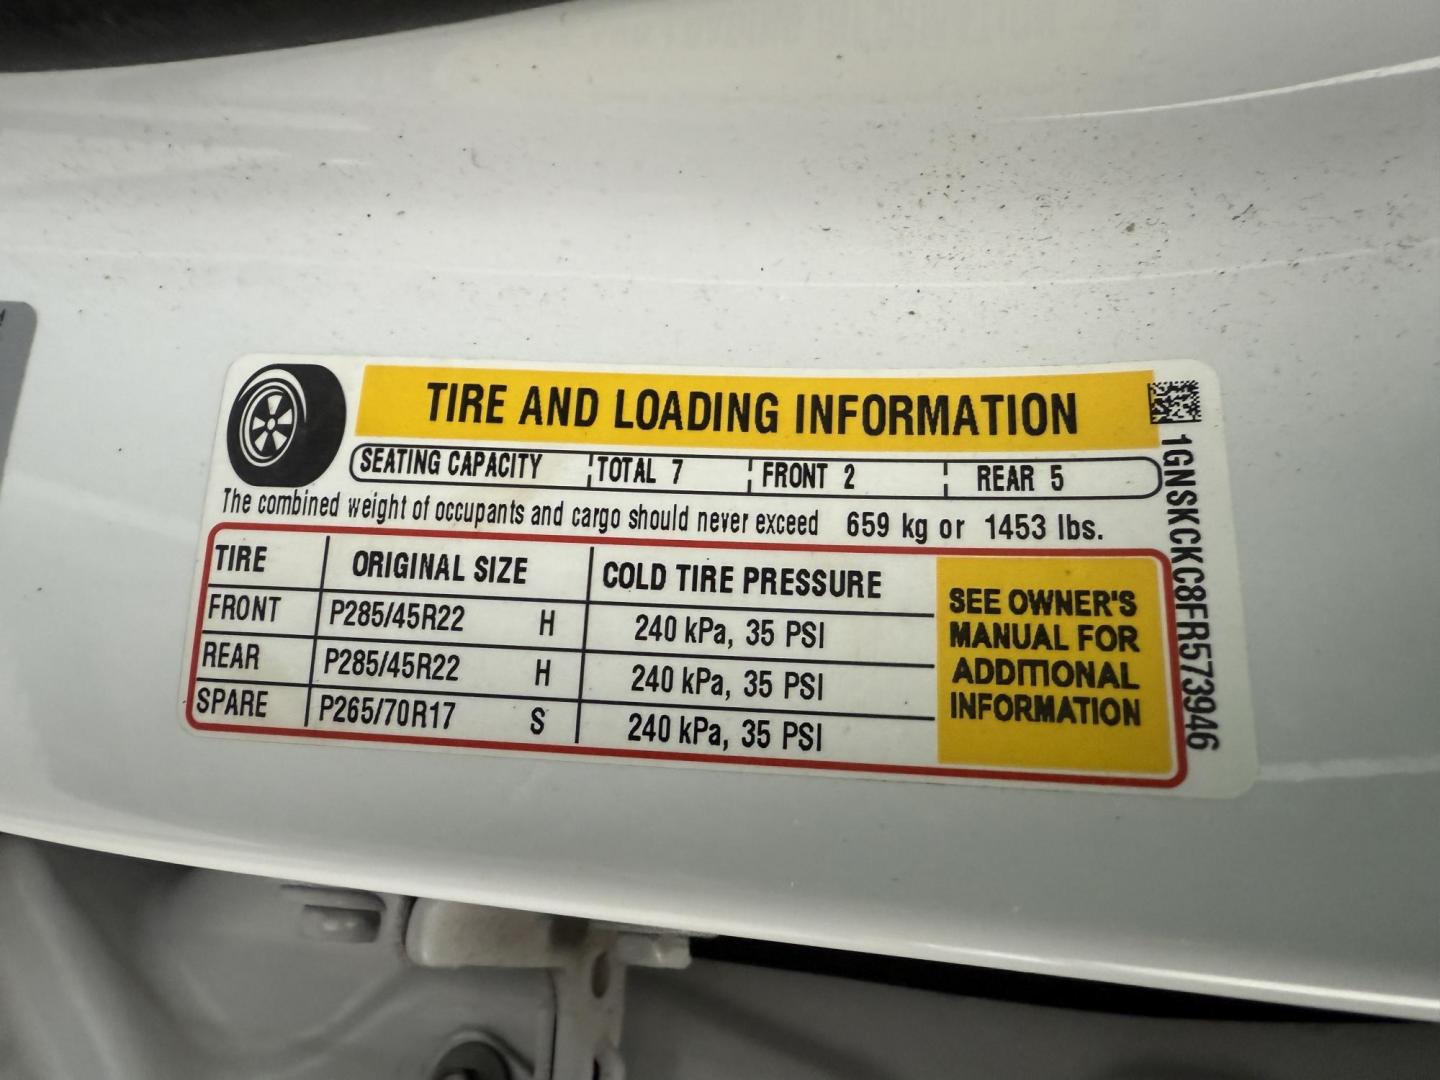 TIRE AND LOADING INFORMATION
SEATING CAPACITY TOTAL 7 FRONT 2 REAR 5
The combined weight of occupants and cargo should never exceed 659 kg or 1453 lbs.
TIRE ORIGINAL SIZE COLD TIRE PRESSURE
FRONT P285/45R22 H 240 kPa, 35 PSI
REAR P285/45R22 H 240 kPa, 35 PSI
SPARE P265/70R17 S 240 kPa, 35 PSI
SEE OWNER'S
MANUAL FOR
ADDITIONAL
INFORMATION
1GNSKCKC8FR573946